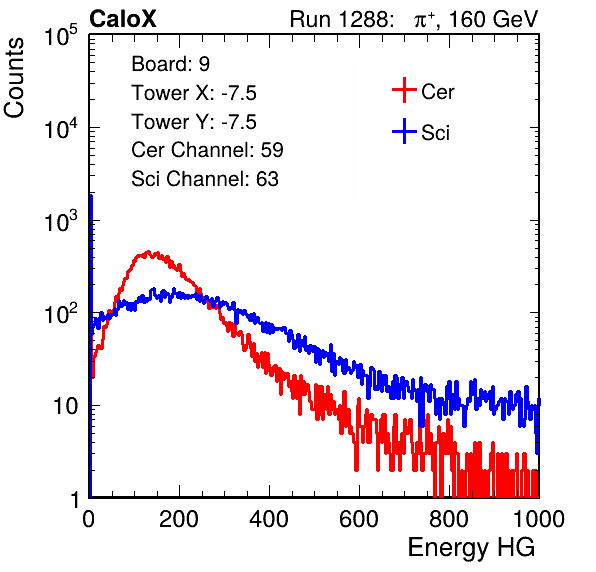 CaloX Run 1288: π⁺, 160 GeV
Counts
Board: 9
Tower X: -7.5
Tower Y: -7.5
Cer Channel: 59
Sci Channel: 63
Cer
Sci
10⁵
10⁴
10³
10²
10
1
0 200 400 600 800 1000
Energy HG